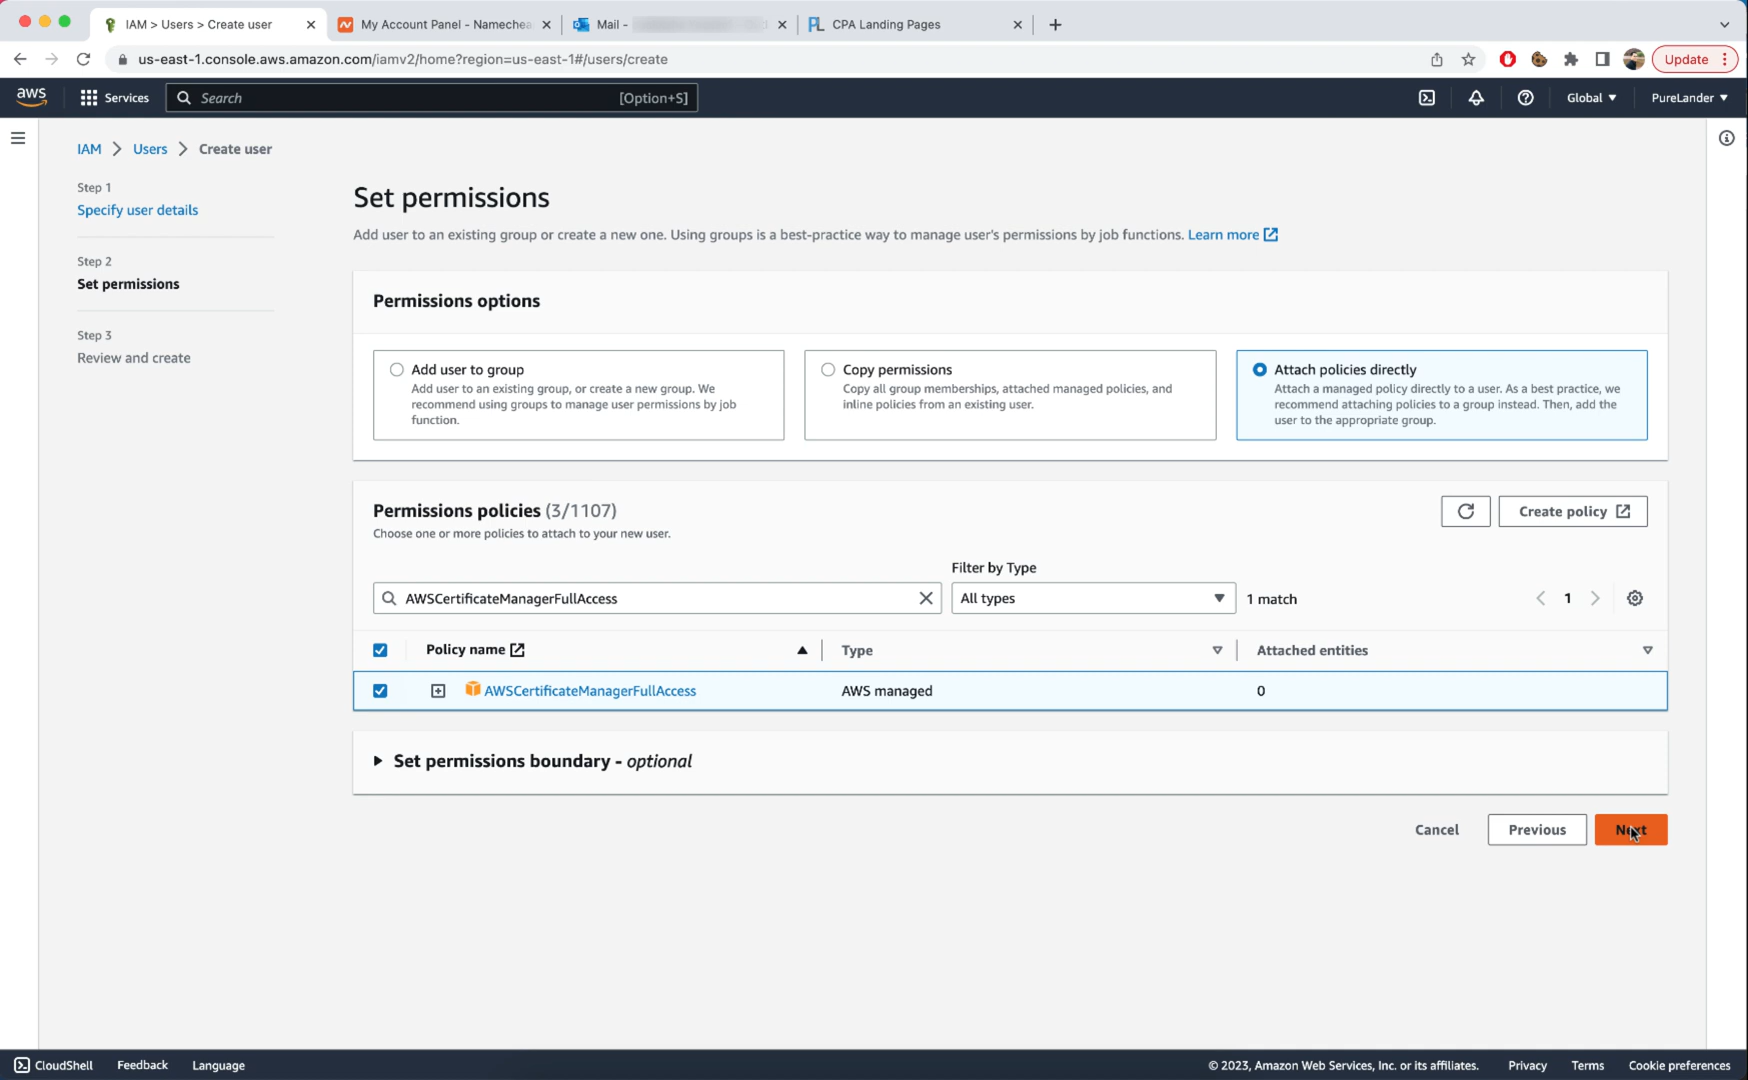 IAM > Users > Create user
My Account Panel - Namechea
Mail -
CPA Landing Pages
us-east-1.console.aws.amazon.com/iamv2/home?region=us-east-1#/users/create
Update
aws
Services
Search
[Option+S]
Global
PureLander
IAM
Users
Create user
Step 1
Specify user details
Step 2
Set permissions
Step 3
Review and create
Set permissions
Add user to an existing group or create a new one. Using groups is a best-practice way to manage user's permissions by job functions. Learn more
Permissions options
Add user to group
Add user to an existing group, or create a new group. We
recommend using groups to manage user permissions by job
function.
Copy permissions
Copy all group memberships, attached managed policies, and
inline policies from an existing user.
Attach policies directly
Attach a managed policy directly to a user. As a best practice, we
recommend attaching policies to a group instead. Then, add the
user to the appropriate group.
Permissions policies (3/1107)
Choose one or more policies to attach to your new user.
Create policy
Filter by Type
AWSCertificateManagerFullAccess
All types
1 match
1
Policy name
Type
Attached entities
AWSCertificateManagerFullAccess
AWS managed
0
Set permissions boundary - optional
Cancel
Previous
Next
CloudShell
Feedback
Language
© 2023, Amazon Web Services, Inc. or its affiliates.
Privacy
Terms
Cookie preferences